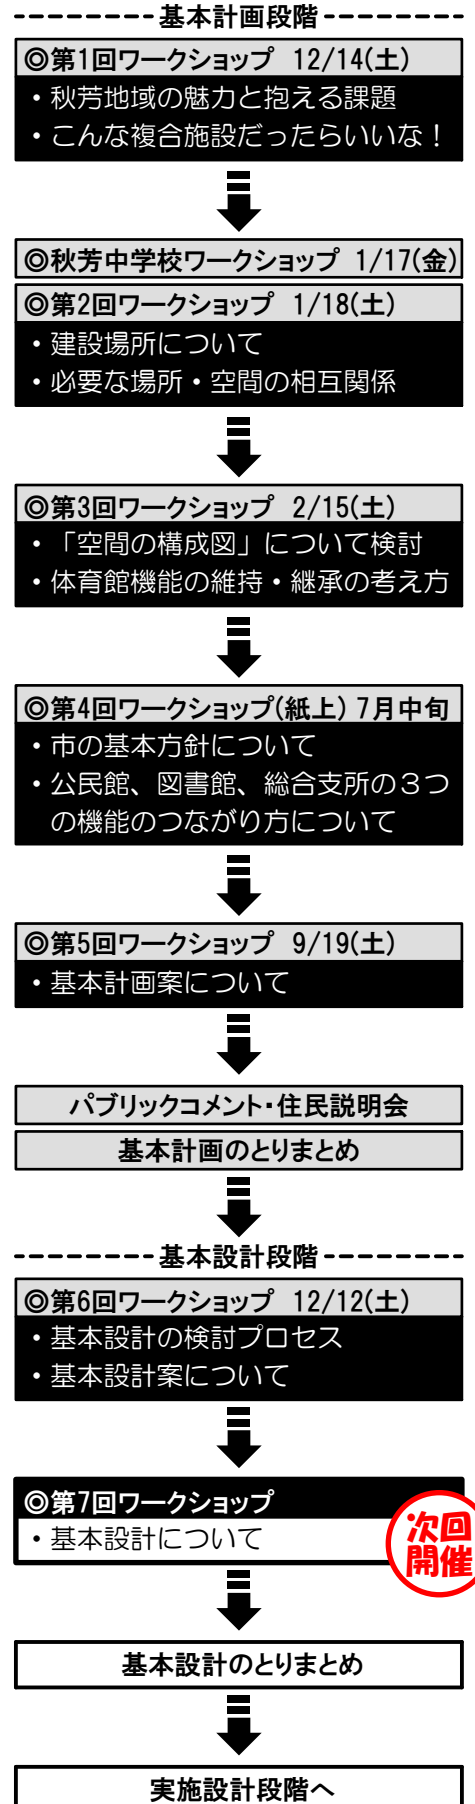 基本計画段階
◎第1回ワークショップ 12/14(土)
・秋芳地域の魅力と抱える課題
・こんな複合施設だったらいいな！
◎秋芳中学校ワークショップ 1/17(金)
◎第2回ワークショップ 1/18(土)
・建設場所について
・必要な場所・空間の相互関係
◎第3回ワークショップ 2/15(土)
・「空間の構成図」について検討
・体育館機能の維持・継承の考え方
◎第4回ワークショップ(紙上) 7月中旬
・市の基本方針について
・公民館、図書館、総合支所の３つ
の機能のつながり方について
◎第5回ワークショップ 9/19(土)
・基本計画案について
パブリックコメント・住民説明会
基本計画のとりまとめ
基本設計段階
◎第6回ワークショップ 12/12(土)
・基本設計の検討プロセス
・基本設計案について
◎第7回ワークショップ
・基本設計について
次回
開催
基本設計のとりまとめ
実施設計段階へ